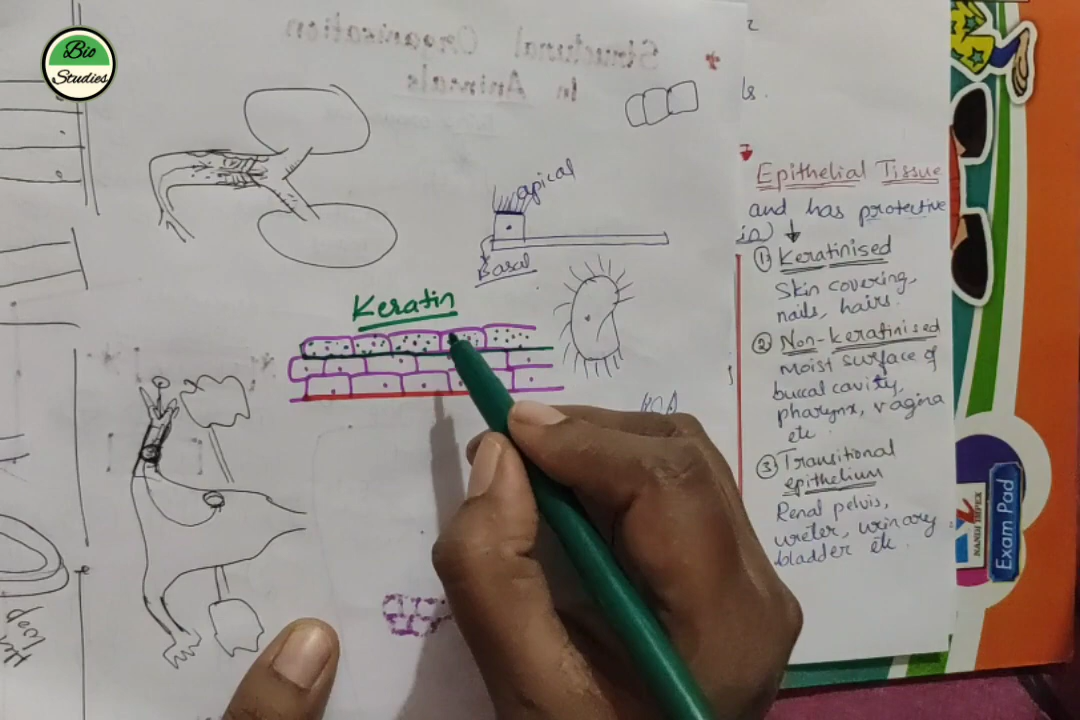 Bio
Studies
Structural Organisation
In Animals
apical
Basal
Keratin
ls.
Epithelial Tissue
and has protective
① Keratinised
Skin covering,
nails, hairs.
② Non-keratinised
moist surface of
buccal cavity,
pharynx, vagina
etc.
③ Transitional
epithelium
Renal pelvis,
ureter, urinary
bladder etc.
loop
Exam Pad